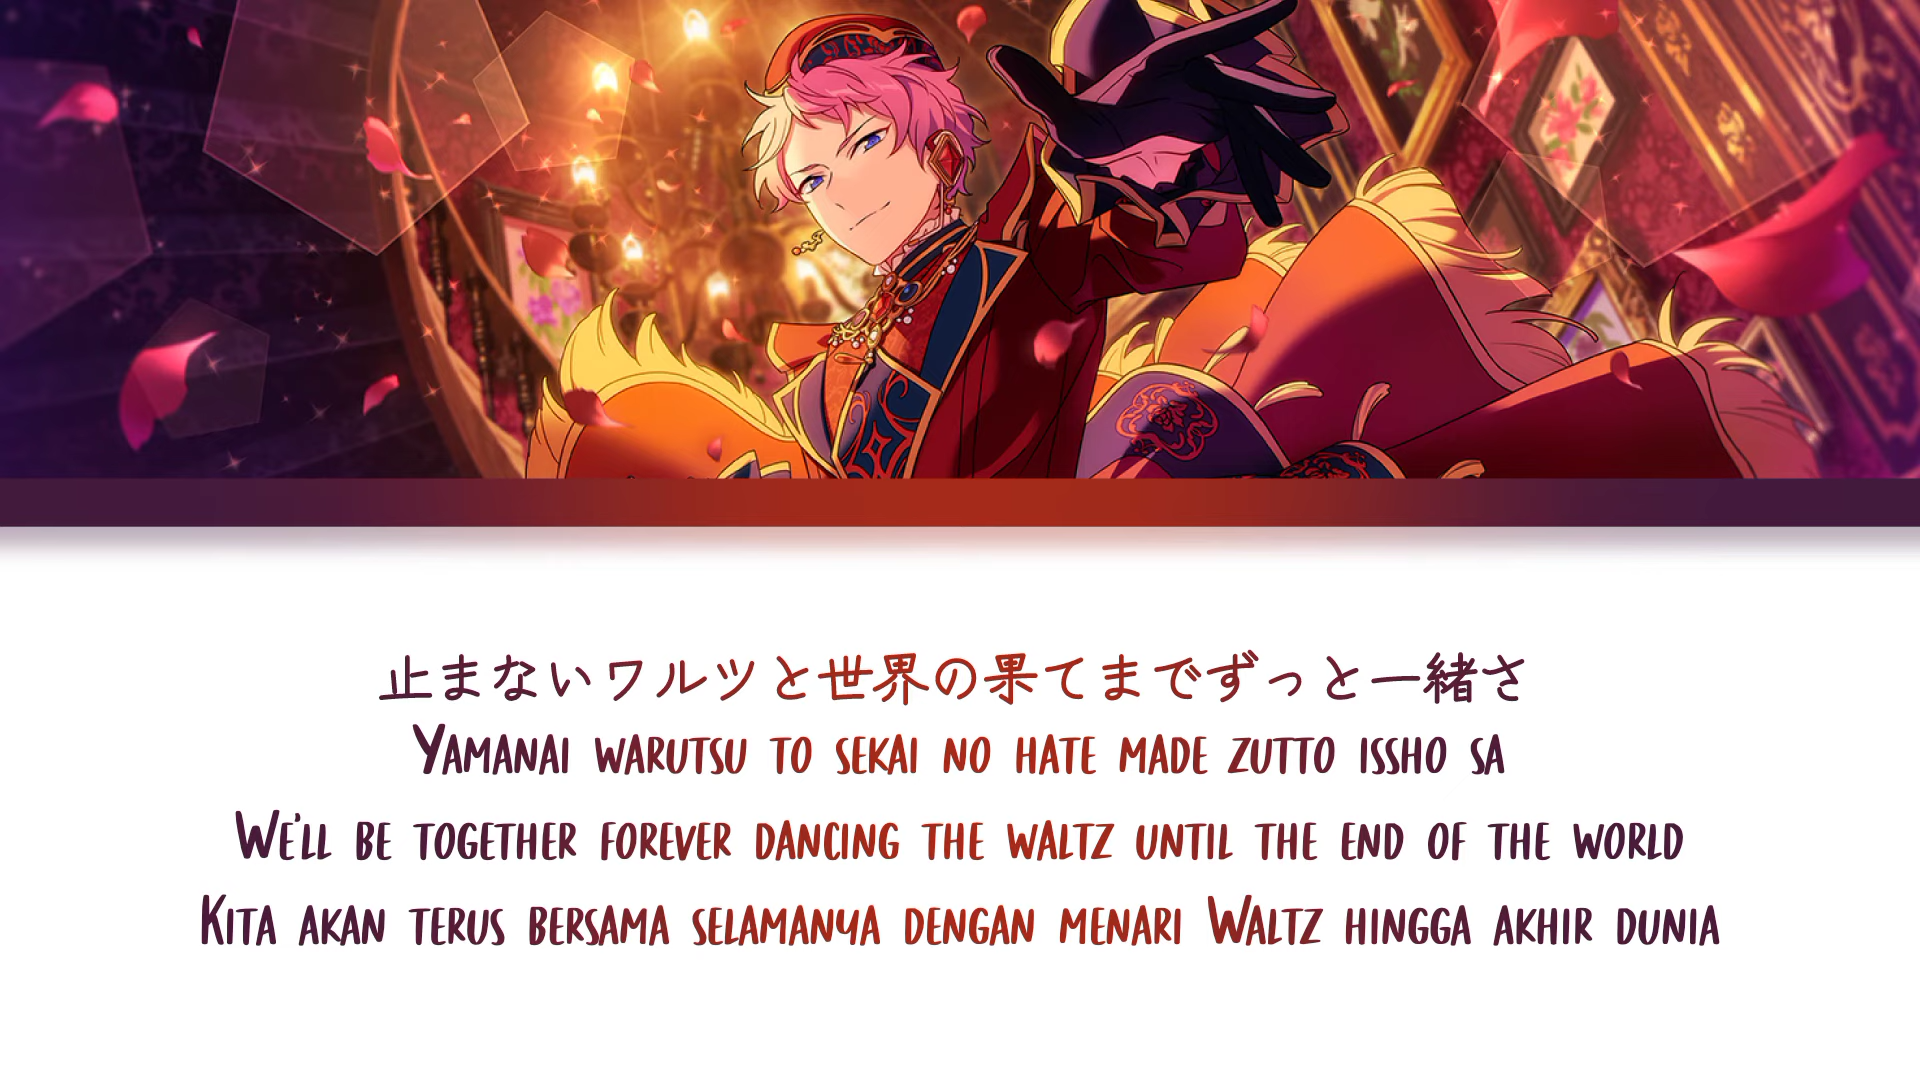 止まないワルツと世界の果てまでずっと一緒さ
Yamanai warutsu to sekai no hate made zutto issho sa
We'll be together forever dancing the waltz until the end of the world
Kita akan terus bersama selamanya dengan menari Waltz hingga akhir dunia